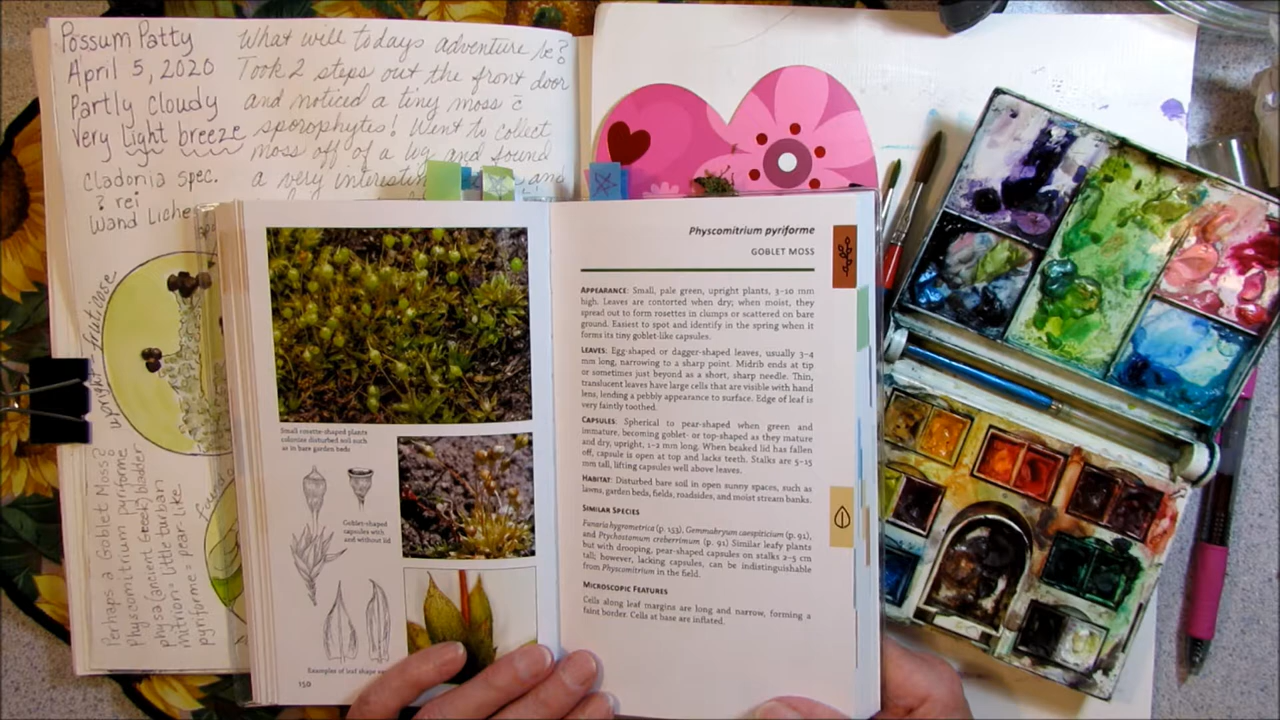 Possum Patty
April 5, 2020
Partly Cloudy
Very light breeze
Cladonia spec.
? rei
Wand Liche
What will todays adventure be?
Took 2 steps out the front door
and noticed a tiny moss c̄
sporophytes! Went to collect
moss off of a log and found
a very interestin
and
upright - fruticose
Perhaps a Goblet Moss?
Physcomitrium pyriforme
physa (ancient Greek) bladder
mitrion = little turban
pyriforme = pear-like
Small rosette-shaped plants
colonize disturbed soil such
as in bare garden beds
Goblet-shaped
capsules with
and without lid
Examples of leaf shape
150
Physcomitrium pyriforme
GOBLET MOSS
APPEARANCE: Small, pale green, upright plants, 3–10 mm
high. Leaves are contorted when dry; when moist, they
spread out to form rosettes in clumps or scattered on bare
ground. Easiest to spot and identify in the spring when it
forms its tiny goblet-like capsules.
LEAVES: Egg-shaped or dagger-shaped leaves, usually 3–4
mm long, narrowing to a sharp point. Midrib ends at tip
or sometimes just beyond as a short, sharp needle. Thin,
translucent leaves have large cells that are visible with hand
lens, lending a pebbly appearance to surface. Edge of leaf is
very faintly toothed.
CAPSULES: Spherical to pear-shaped when green and
immature, becoming goblet- or top-shaped as they mature
and dry, upright, 1–2 mm long. When beaked lid has fallen
off, capsule is open at top and lacks teeth. Stalks are 5–15
mm tall, lifting capsules well above leaves.
HABITAT: Disturbed bare soil in open sunny spaces, such as
lawns, garden beds, fields, roadsides, and moist stream banks.
SIMILAR SPECIES
Funaria hygrometrica (p. 153), Gemmabryum caespiticium (p. 91),
and Ptychostomum creberrimum (p. 91) Similar leafy plants
but with drooping, pear-shaped capsules on stalks 2–5 cm
tall; however, lacking capsules, can be indistinguishable
from Physcomitrium in the field.
MICROSCOPIC FEATURES
Cells along leaf margins are long and narrow, forming a
faint border. Cells at base are inflated.